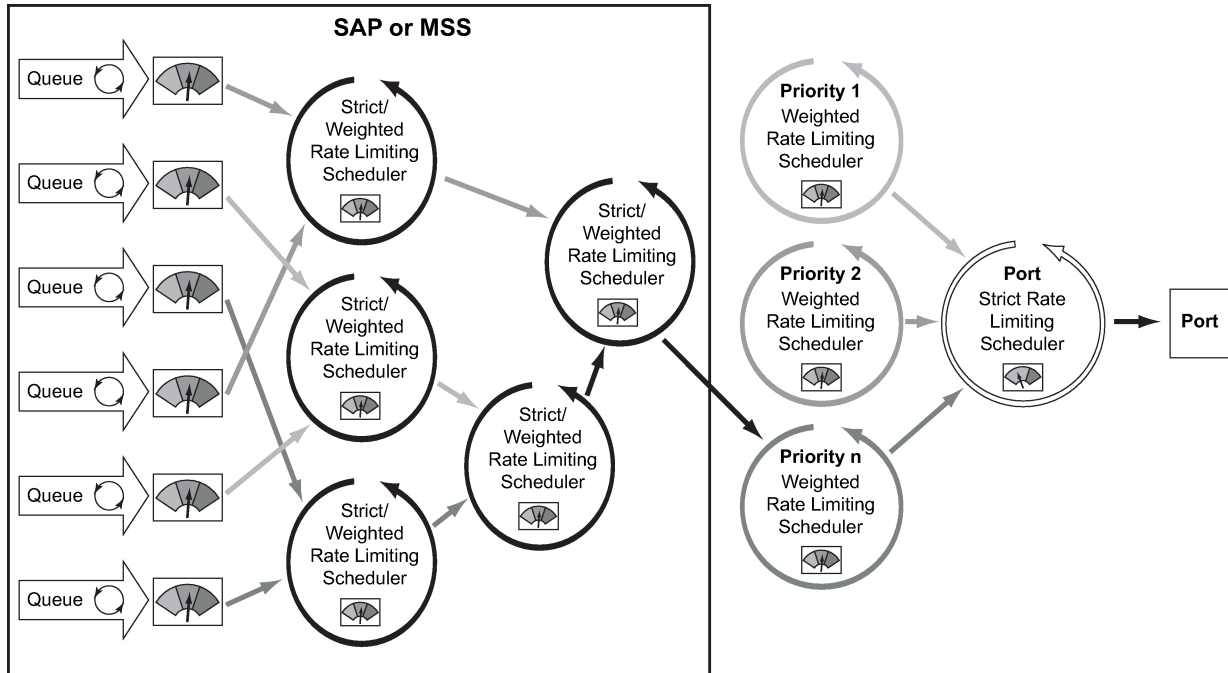 SAP or MSS
Queue
Queue
Queue
Queue
Queue
Queue
Strict/
Weighted
Rate Limiting
Scheduler
Strict/
Weighted
Rate Limiting
Scheduler
Strict/
Weighted
Rate Limiting
Scheduler
Strict/
Weighted
Rate Limiting
Scheduler
Strict/
Weighted
Rate Limiting
Scheduler
Priority 1
Weighted
Rate Limiting
Scheduler
Priority 2
Weighted
Rate Limiting
Scheduler
Priority n
Weighted
Rate Limiting
Scheduler
Port
Strict Rate
Limiting
Scheduler
Port